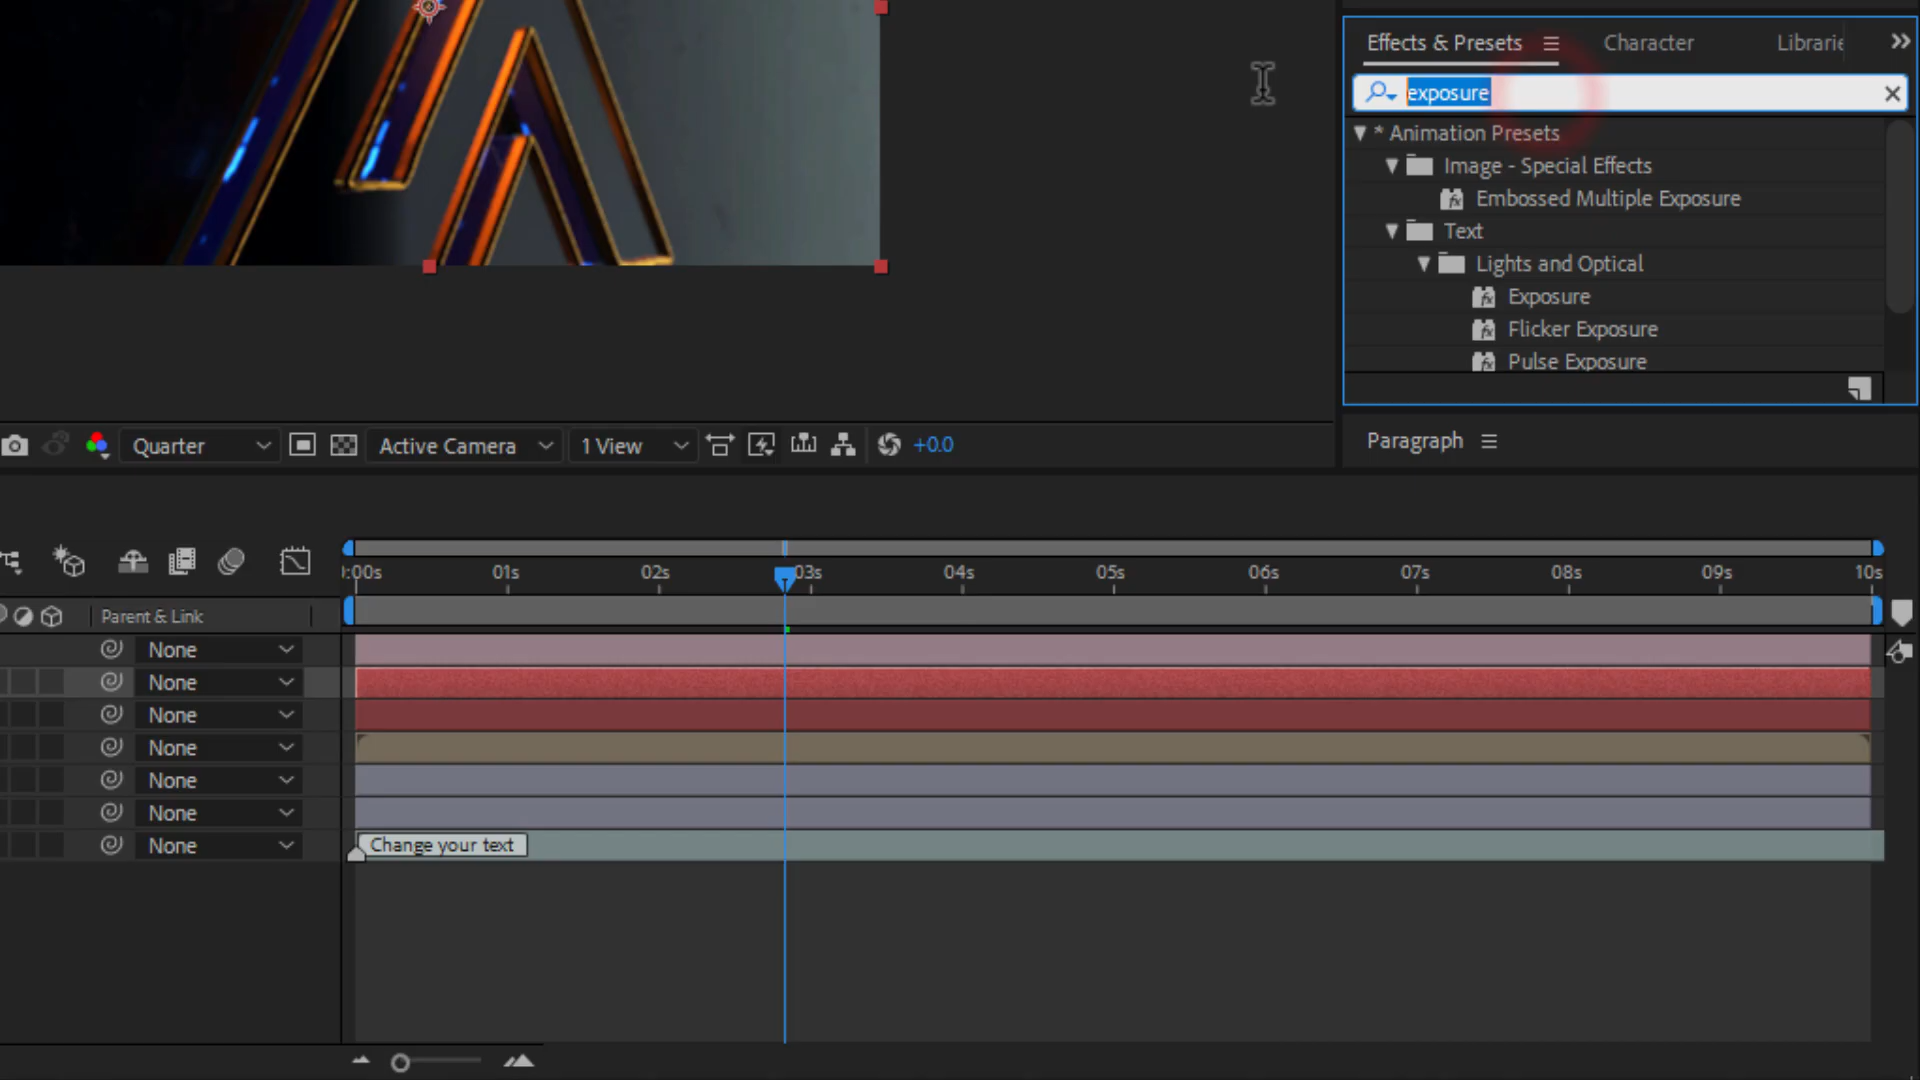 Effects & Presets
Character
Librarie
exposure
* Animation Presets
Image - Special Effects
Embossed Multiple Exposure
Text
Lights and Optical
Exposure
Flicker Exposure
Pulse Exposure
Quarter
Active Camera
1 View
+0.0
Paragraph
0:00s 01s 02s 03s 04s 05s 06s 07s 08s 09s 10s
Parent & Link
None
None
None
None
None
None
None
Change your text